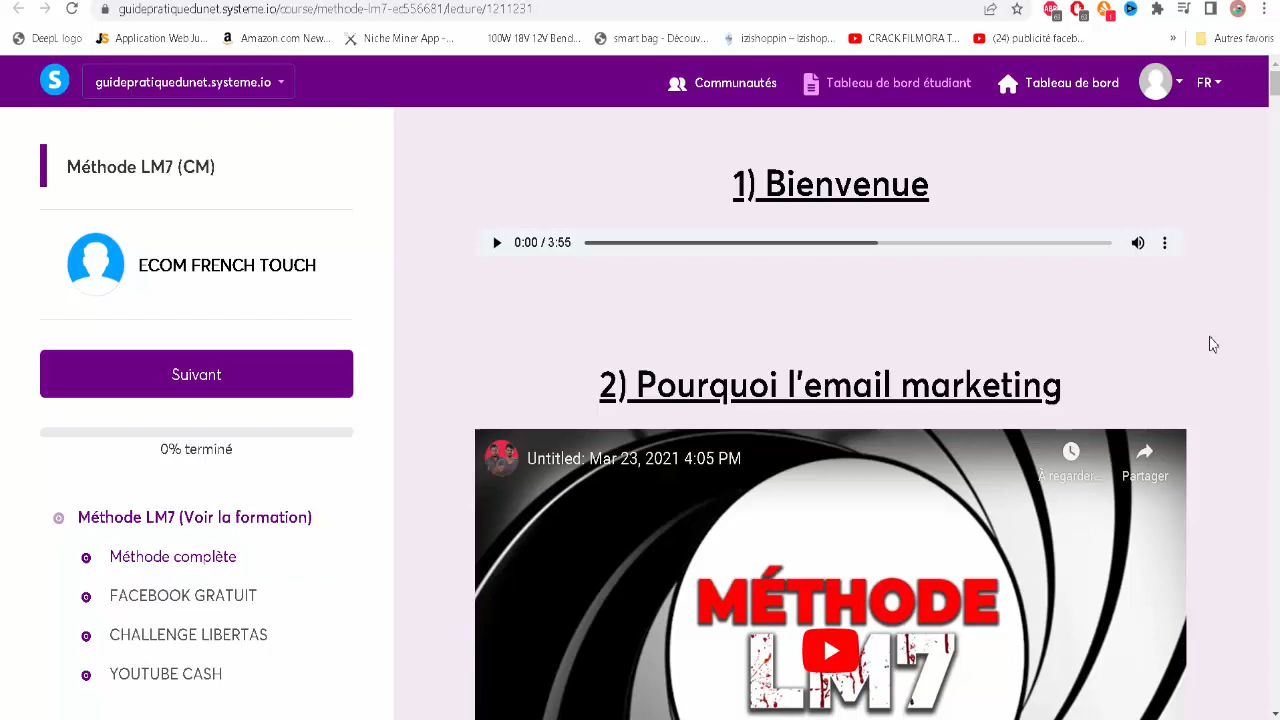 guidepratiquedunet.systeme.io/course/methode-lm7-ec556681/lecture/1211231
DeepL logo
Application Web Ju...
Amazon.com New...
Niche Miner App -...
100W 18V 12V Bend...
smart bag - Découv...
izishoppin – Izishop...
CRACK FILMORA T...
(24) publicité faceb...
»
Autres favoris
S
guidepratiquedunet.systeme.io
Communautés
Tableau de bord étudiant
Tableau de bord
FR
Méthode LM7 (CM)
ECOM FRENCH TOUCH
Suivant
0% terminé
Méthode LM7 (Voir la formation)
Méthode complète
FACEBOOK GRATUIT
CHALLENGE LIBERTAS
YOUTUBE CASH
1) Bienvenue
0:00 / 3:55
2) Pourquoi l'email marketing
Untitled: Mar 23, 2021 4:05 PM
À regarder...
Partager
MÉTHODE
LM7